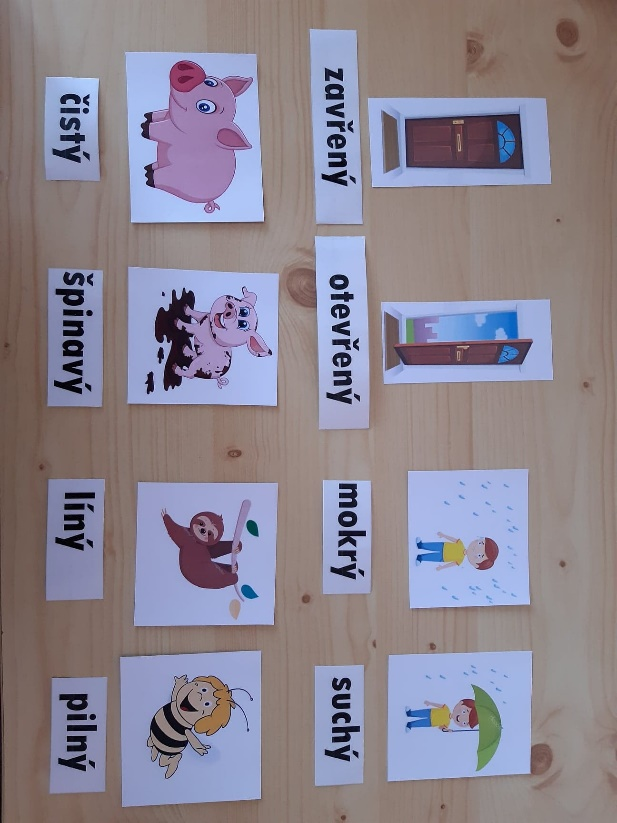 zavřený
otevřený
mokrý
suchý
čistý
špinavý
líný
pilný